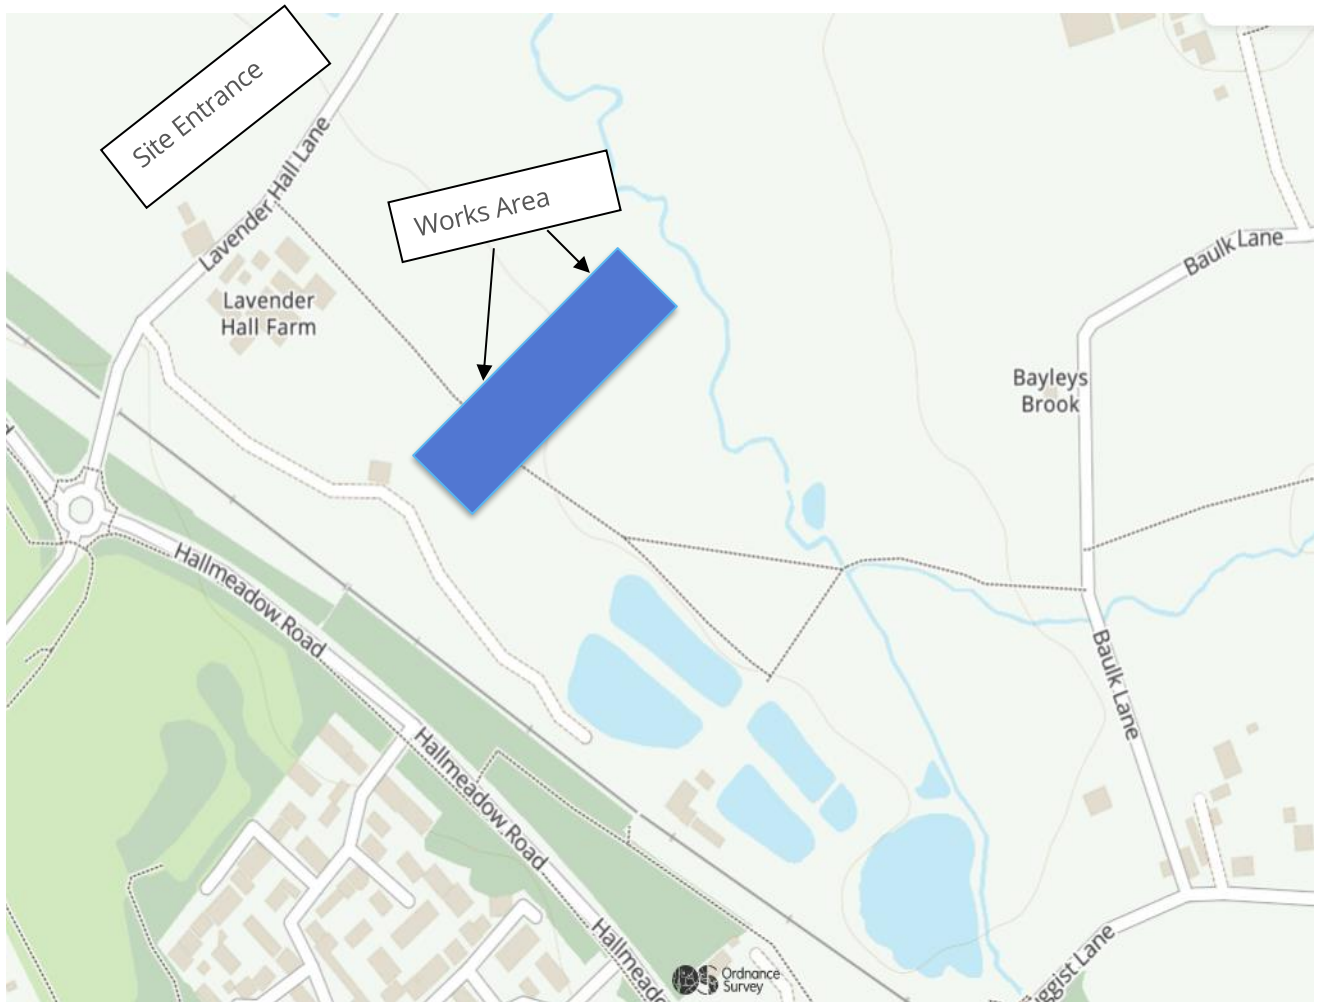 Site Entrance
Lavender Hall Lane
Works Area
Baulk Lane
Lavender
Hall Farm
Bayleys
Brook
Hallmeadow Road
Baulk Lane
Hallmeadow Road
Ordnance
Survey